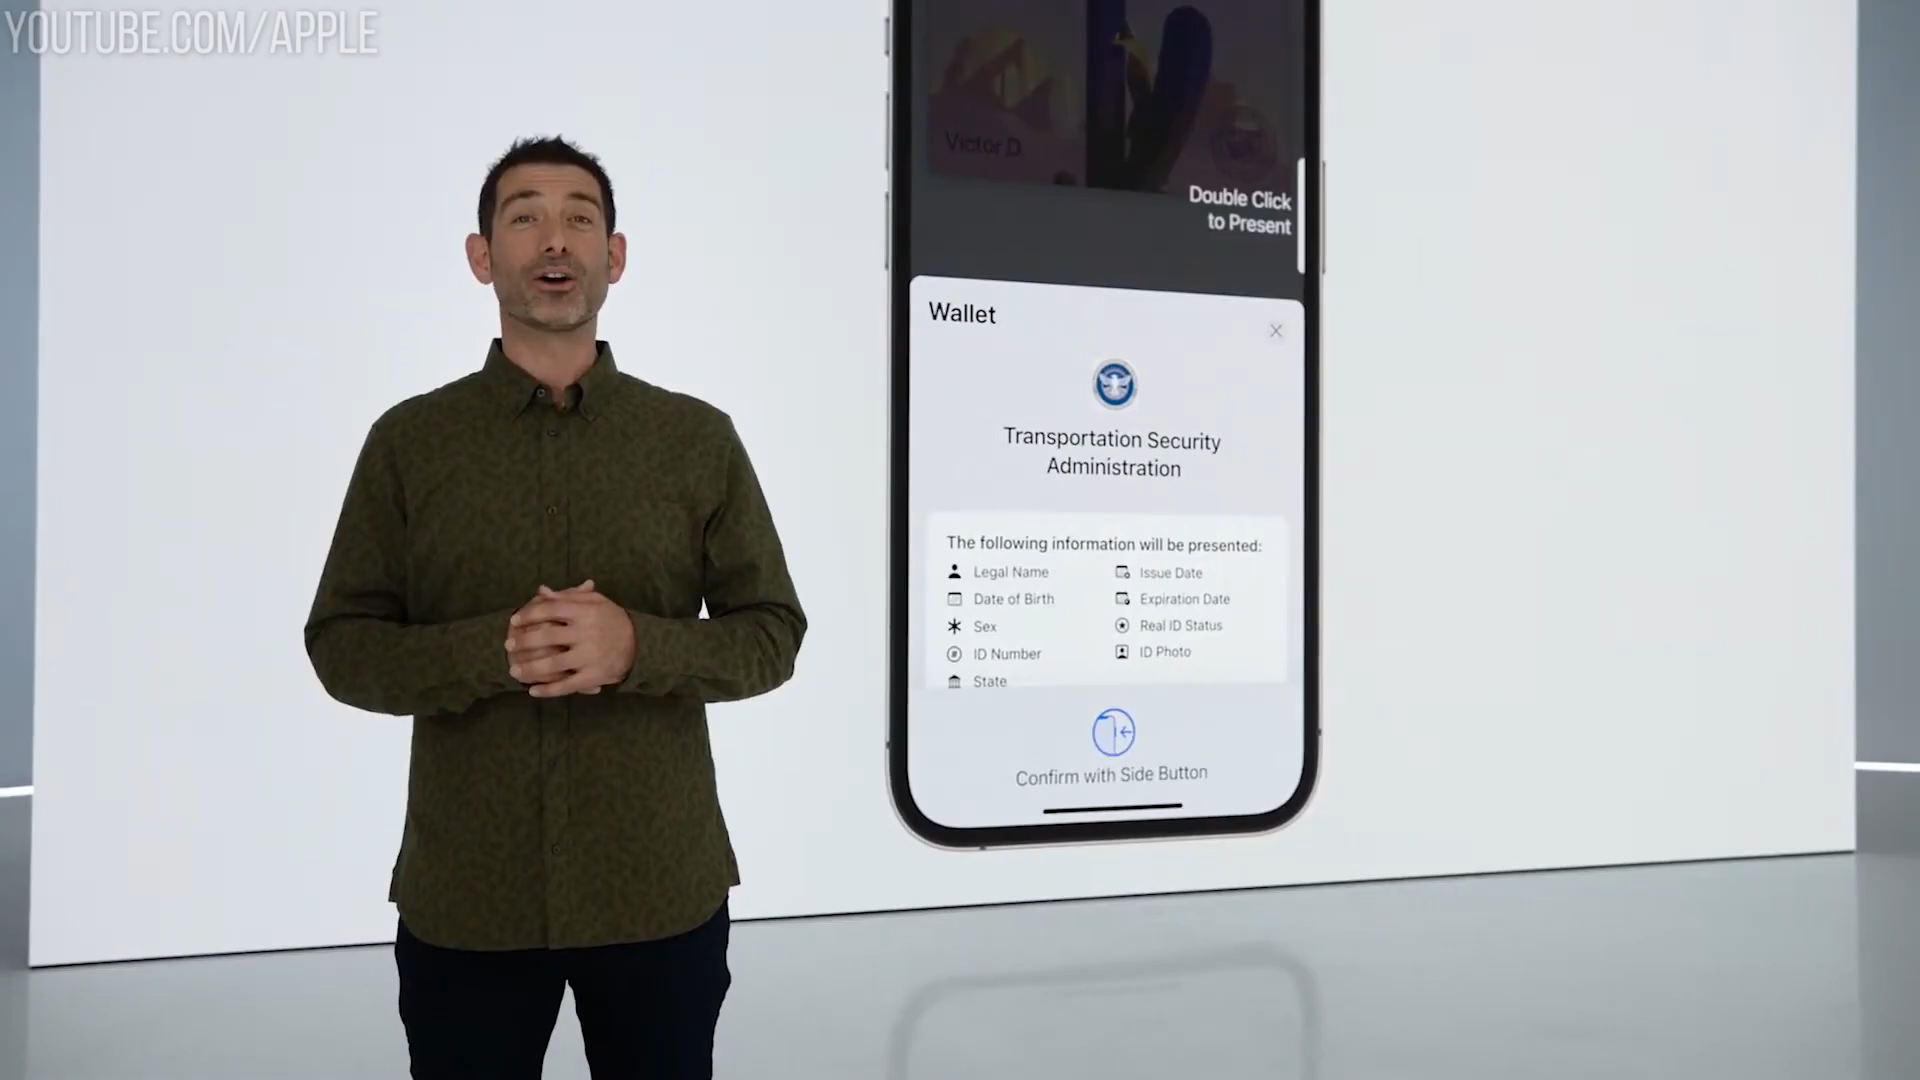 YOUTUBE.COM/APPLE
Victor D.
Double Click
to Present
Wallet
Transportation Security
Administration
The following information will be presented:
Legal Name
Issue Date
Date of Birth
Expiration Date
Sex
Real ID Status
ID Number
ID Photo
State
Confirm with Side Button